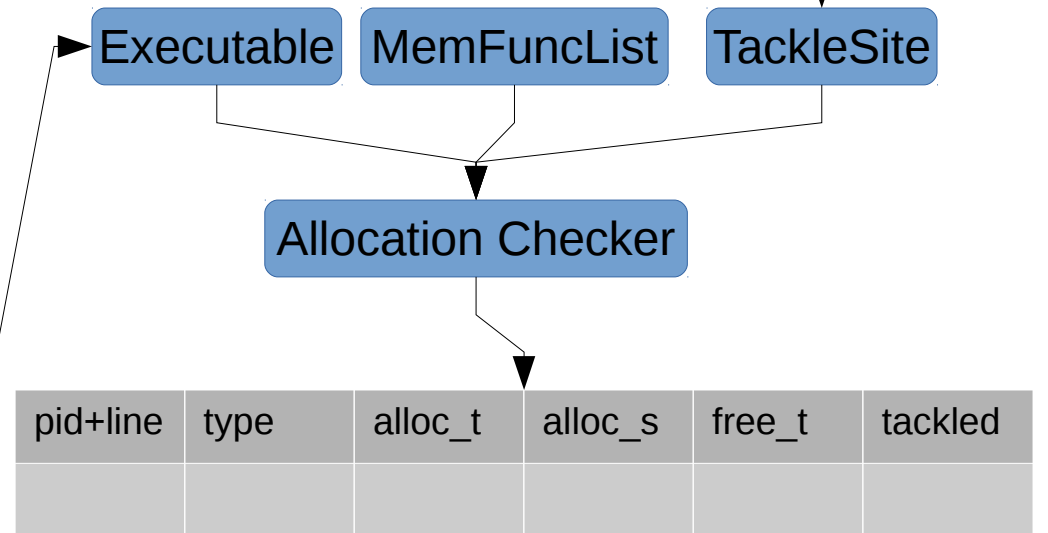 Executable MemFuncList TackleSite
Allocation Checker
pid+line type alloc_t alloc_s free_t tackled